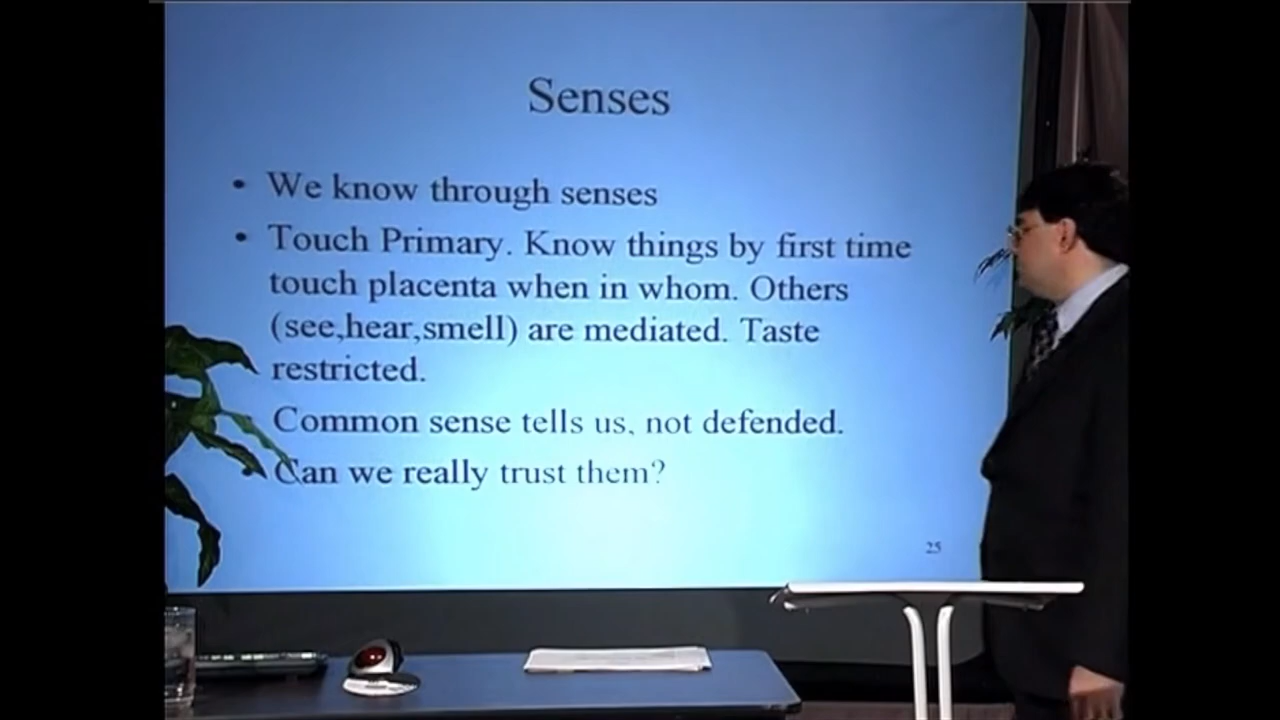 Senses
• We know through senses
• Touch Primary. Know things by first time
touch placenta when in whom. Others
(see,hear,smell) are mediated. Taste
restricted.
Common sense tells us, not defended.
• Can we really trust them?
25